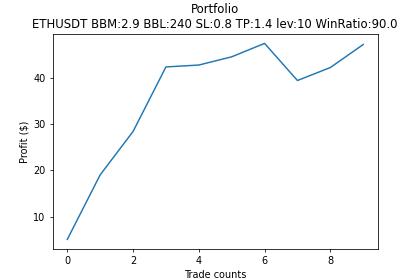 Portfolio
ETHUSDT BBM:2.9 BBL:240 SL:0.8 TP:1.4 lev:10 WinRatio:90.0
40
30
20
10
Profit ($)
0 2 4 6 8
Trade counts